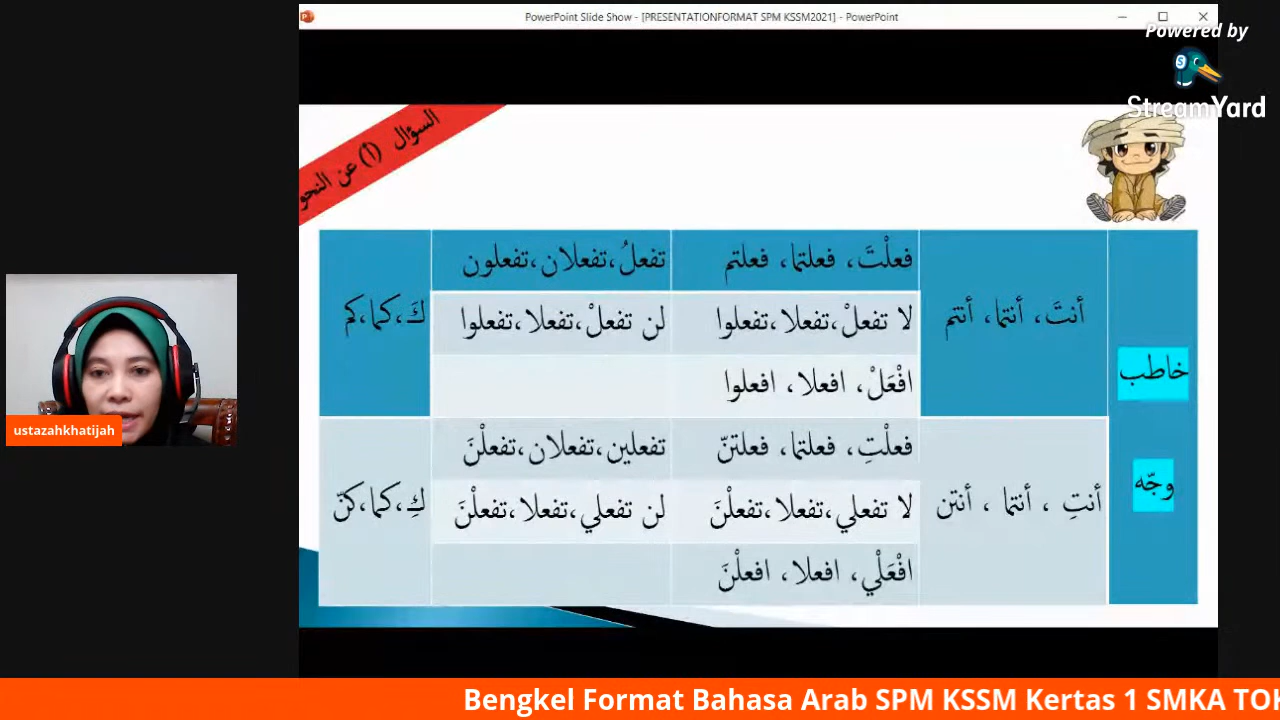 PowerPoint Slide Show - [PRESENTATIONFORMAT SPM KSSM2021] - PowerPoint
Powered by
StreamYard
السؤال (أ) عن النحو
خاطب
وجّه
أنتَ، أنتما، أنتم
فعلْتَ، فعلتما، فعلتم
تفعلُ،تفعلان،تفعلون
كَ،كما،كم
لا تفعلْ،تفعلا،تفعلوا
لن تفعلْ،تفعلا،تفعلوا
افْعَلْ، افعلا، افعلوا
أنتِ ، أنتما ، أنتن
فعلْتِ، فعلتما، فعلتنّ
تفعلين،تفعلان،تفعلْنَ
كِ،كما،كنّ
لا تفعلي،تفعلا،تفعلْنَ
لن تفعلي،تفعلا،تفعلْنَ
افْعَلْي، افعلا، افعلْنَ
ustazahkhatijah
Bengkel Format Bahasa Arab SPM KSSM Kertas 1 SMKA TOH